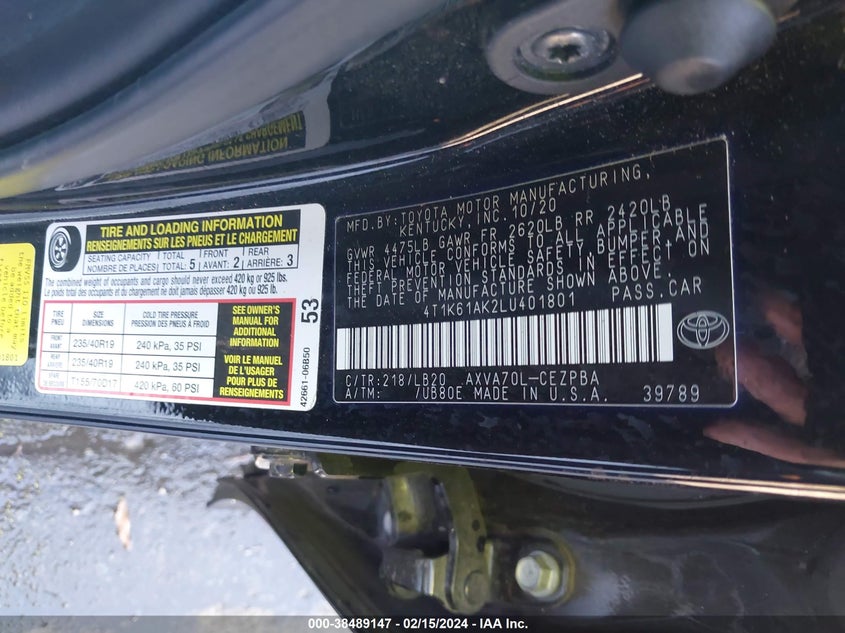 TIRE AND LOADING INFORMATION
RENSEIGNEMENTS SUR LES PNEUS ET LE CHARGEMENT
SEATING CAPACITY
NOMBRE DE PLACES
TOTAL
TOTAL: 5
FRONT
AVANT: 2
REAR
ARRIÈRE: 3
The combined weight of occupants and cargo should never exceed 420 kg or 925 lbs.
Le poids total des occupants et du chargement ne doit jamais dépasser 420 kg ou 925 lb.
TIRE
PNEU
SIZE
DIMENSIONS
COLD TIRE PRESSURE
PRESSION DES PNEUS À FROID
FRONT
AVANT
235/40R19
240 kPa, 35 PSI
REAR
ARRIÈRE
235/40R19
240 kPa, 35 PSI
T155/70D17
420 kPa, 60 PSI
SEE OWNER'S
MANUAL FOR
ADDITIONAL
INFORMATION
VOIR LE MANUEL
DE L'USAGER
POUR PLUS DE
RENSEIGNEMENTS
53
42661-06B50
MFD.BY:TOYOTA MOTOR MANUFACTURING,
KENTUCKY, INC. 10/20
GVWR 4475LB GAWR FR 2620LB RR 2420LB
THIS VEHICLE CONFORMS TO ALL APPLICABLE
FEDERAL MOTOR VEHICLE SAFETY, BUMPER, AND
THEFT PREVENTION STANDARDS IN EFFECT ON
THE DATE OF MANUFACTURE SHOWN ABOVE.
4T1K61AK2LU401801 PASS.CAR
C/TR:218/LB20 AXVA70L-CEZPBA
A/TM: /UB80E MADE IN U.S.A. 39789
000-38489147 - 02/15/2024 - IAA Inc.